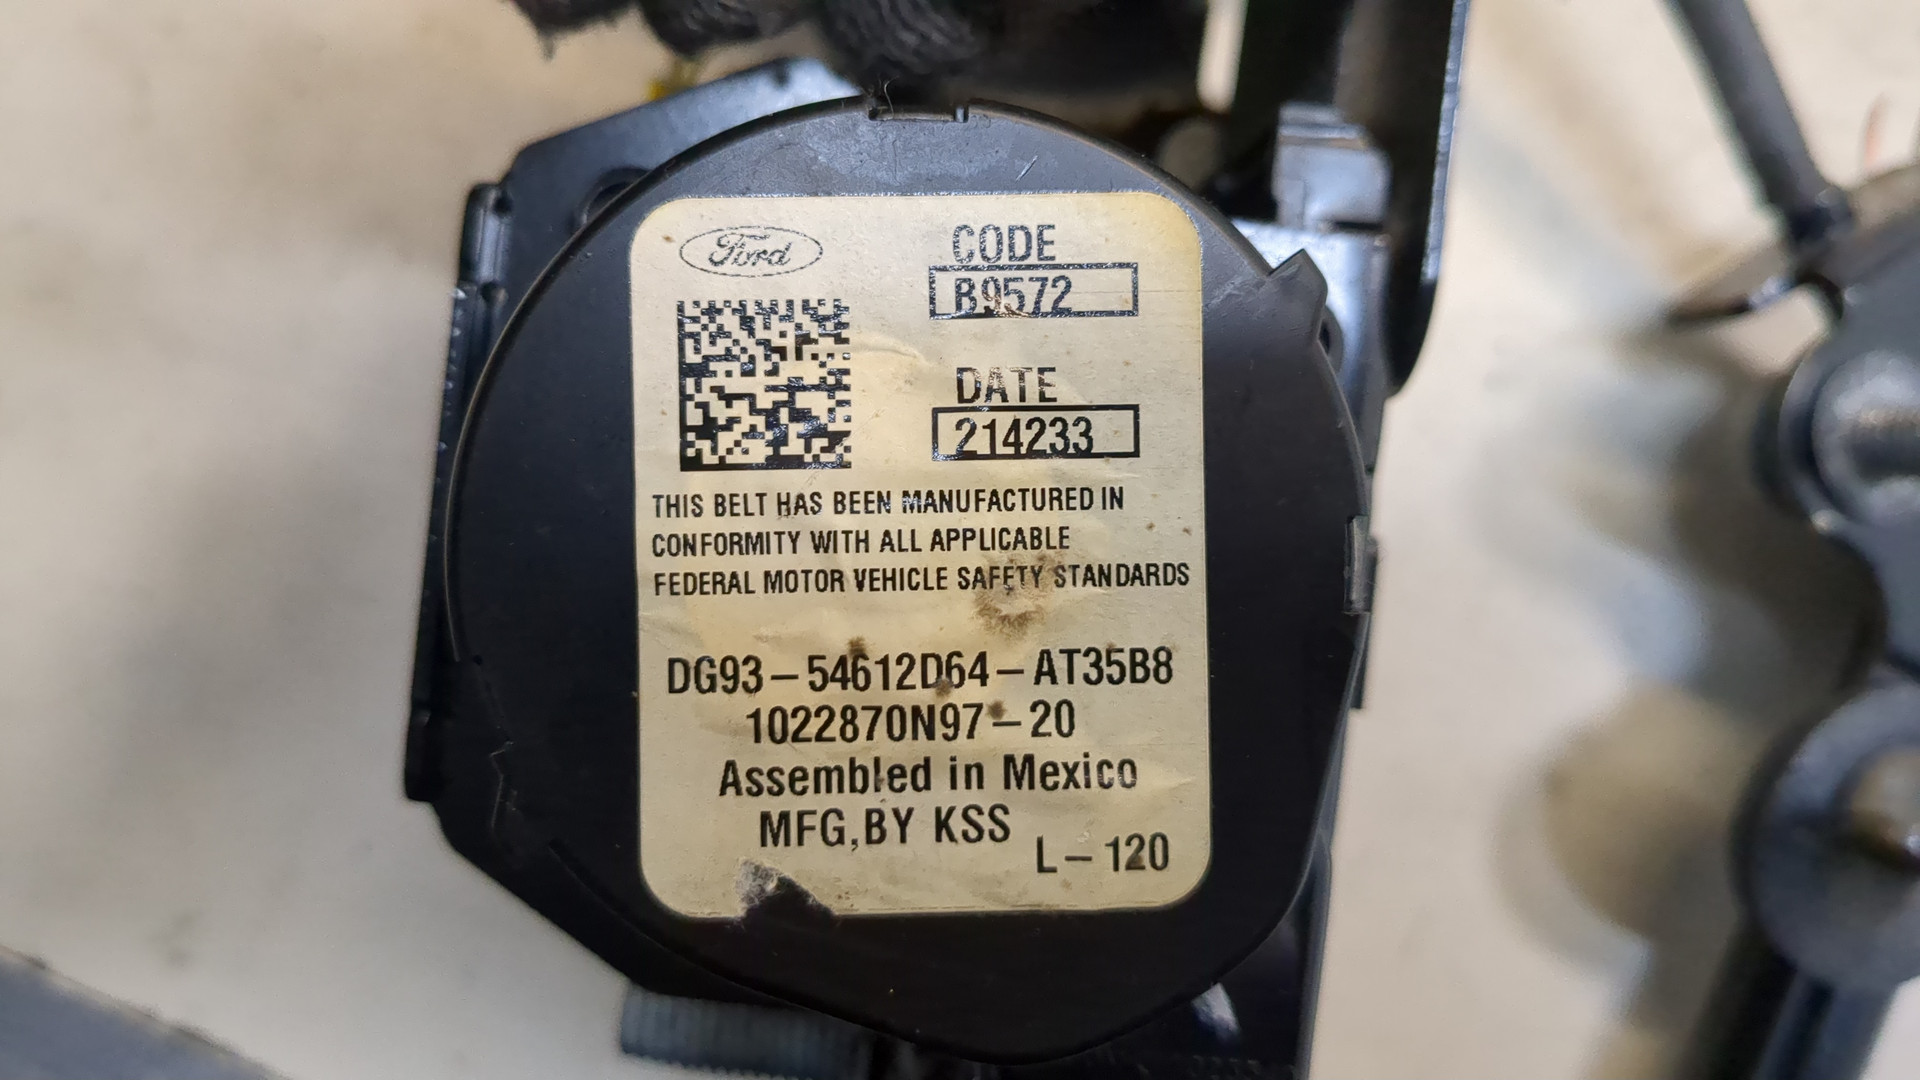 Ford
CODE
B9572
DATE
214233
THIS BELT HAS BEEN MANUFACTURED IN
CONFORMITY WITH ALL APPLICABLE
FEDERAL MOTOR VEHICLE SAFETY STANDARDS
DG93-54612D64-AT35B8
1022870N97-20
Assembled in Mexico
MFG,BY KSS
L-120